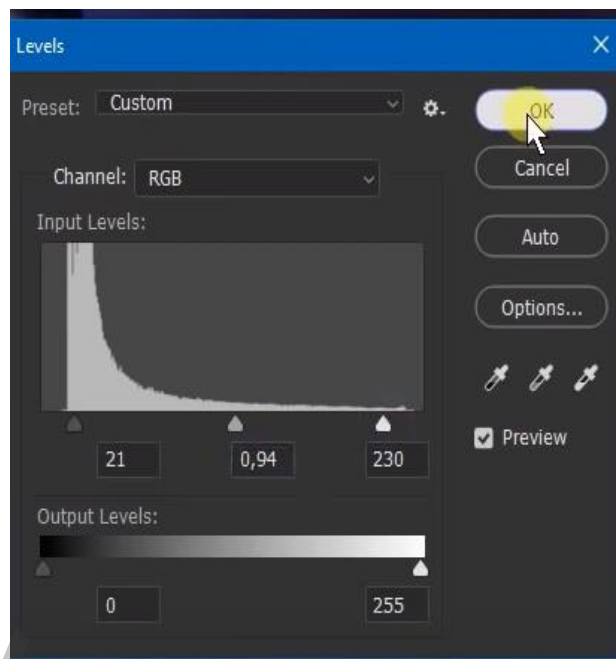 Levels
Preset: Custom
OK
Cancel
Channel: RGB
Auto
Input Levels:
Options...
Preview
21 0,94 230
Output Levels:
0 255